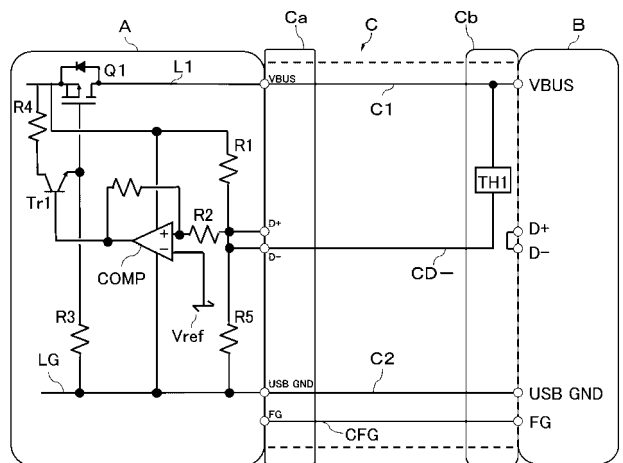 A
Ca
C
Cb
B
Q1
L1
VBUS
C1
VBUS
R4
R1
TH1
Tr1
R2
D+
D-
D+
D-
+
-
COMP
CD-
Vref
R3
R5
LG
USB GND
C2
USB GND
FG
CFG
FG